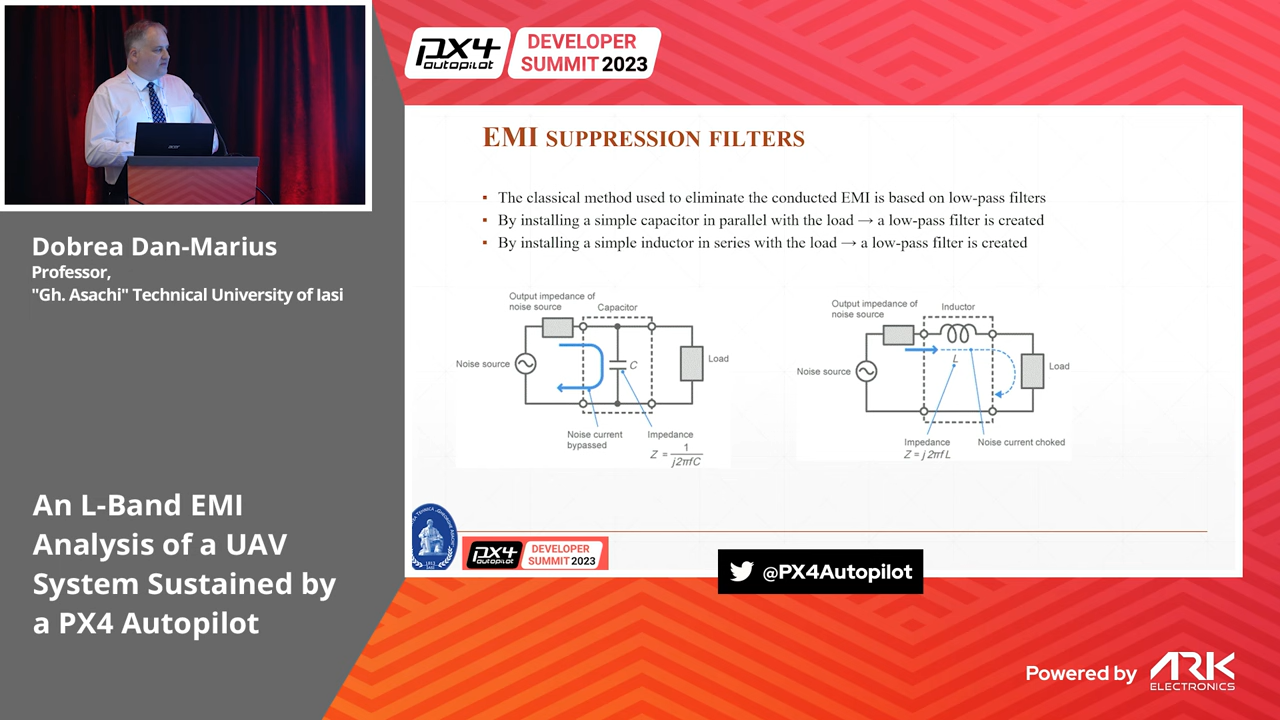 PX4 autopilot
DEVELOPER
SUMMIT 2023
EMI SUPPRESSION FILTERS
▪ The classical method used to eliminate the conducted EMI is based on low-pass filters
▪ By installing a simple capacitor in parallel with the load → a low-pass filter is created
▪ By installing a simple inductor in series with the load → a low-pass filter is created
Output impedance of
noise source
Capacitor
Noise source
C
Load
Noise current
bypassed
Impedance
Z = 1
j2πfC
Output impedance of
noise source
Inductor
Noise source
L
Load
Impedance
Z = j2πfL
Noise current choked
PX4 autopilot
DEVELOPER
SUMMIT 2023
@PX4Autopilot
Dobrea Dan-Marius
Professor,
"Gh. Asachi" Technical University of Iasi
An L-Band EMI
Analysis of a UAV
System Sustained by
a PX4 Autopilot
Powered by
ARK
ELECTRONICS